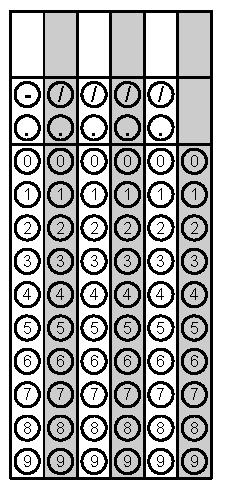 - / / / /
. . . . .
0 0 0 0 0 0
1 1 1 1 1 1
2 2 2 2 2 2
3 3 3 3 3 3
4 4 4 4 4 4
5 5 5 5 5 5
6 6 6 6 6 6
7 7 7 7 7 7
8 8 8 8 8 8
9 9 9 9 9 9